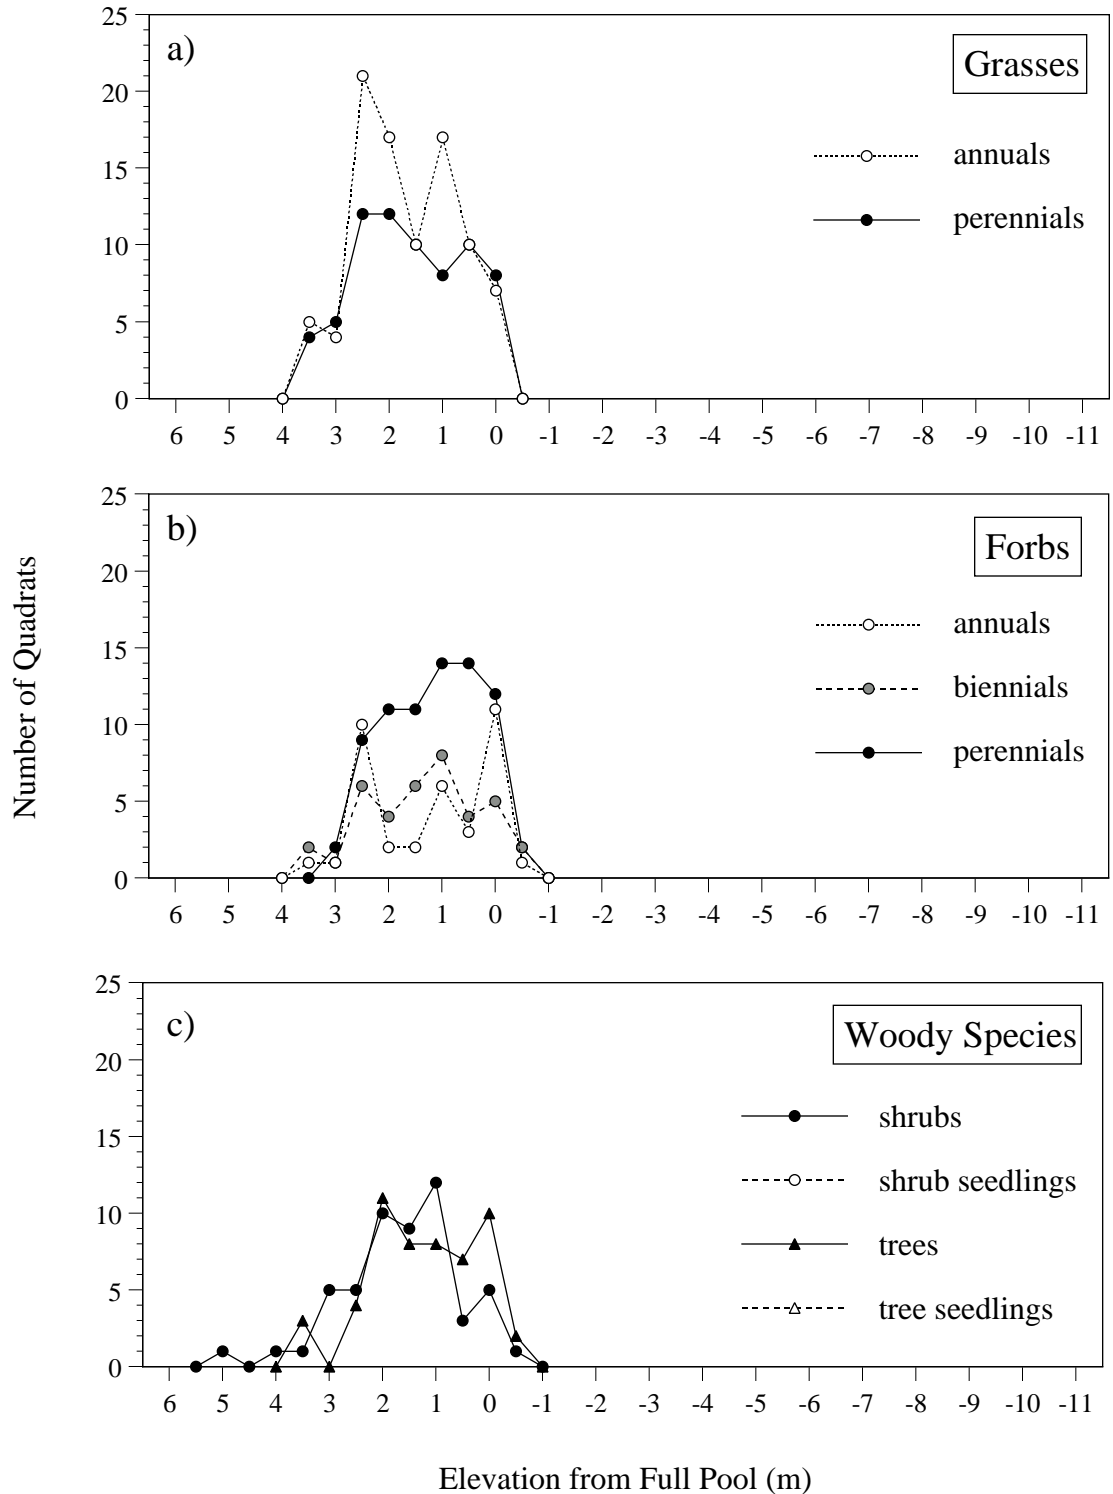 a)
Grasses
annuals
perennials
25
20
15
10
5
0
6 5 4 3 2 1 0 -1 -2 -3 -4 -5 -6 -7 -8 -9 -10 -11
Number of Quadrats
b)
Forbs
annuals
biennials
perennials
25
20
15
10
5
0
6 5 4 3 2 1 0 -1 -2 -3 -4 -5 -6 -7 -8 -9 -10 -11
c)
Woody Species
shrubs
shrub seedlings
trees
tree seedlings
25
20
15
10
5
0
6 5 4 3 2 1 0 -1 -2 -3 -4 -5 -6 -7 -8 -9 -10 -11
Elevation from Full Pool (m)